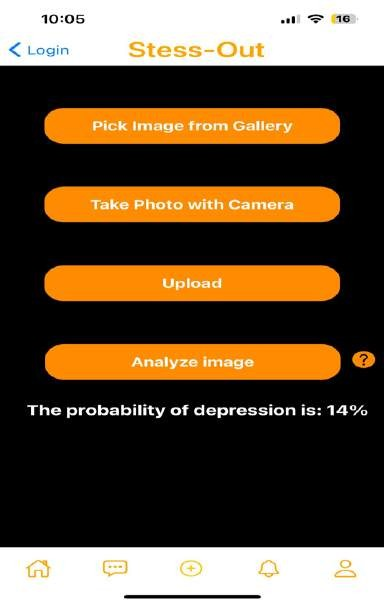 10:05
16
Login
Stess-Out
Pick Image from Gallery
Take Photo with Camera
Upload
Analyze image
?
The probability of depression is: 14%